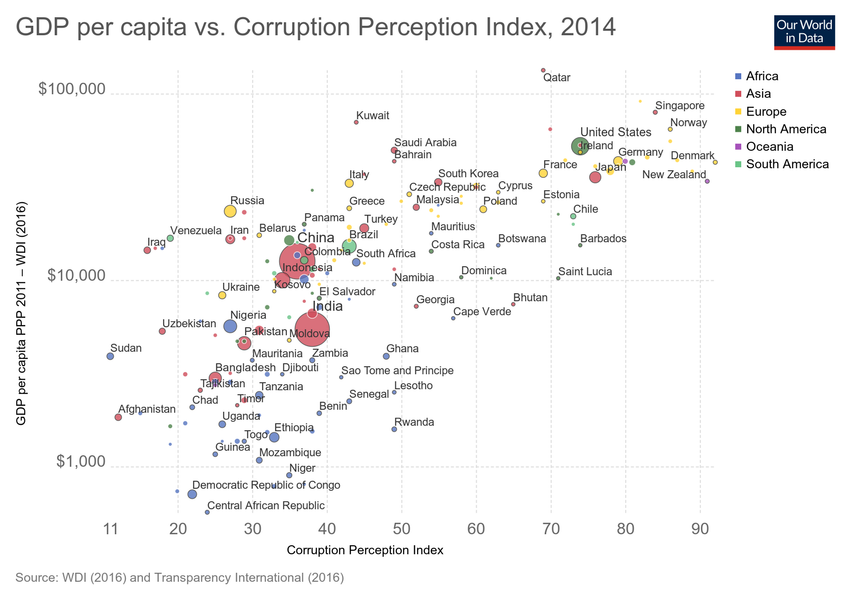 GDP per capita vs. Corruption Perception Index, 2014
Our World
in Data
GDP per capita PPP 2011 – WDI (2016)
$100,000
$10,000
$1,000
Qatar
Kuwait
Singapore
Norway
United States
Ireland
Saudi Arabia
Bahrain
Germany
Denmark
France
Japan
New Zealand
Italy
South Korea
Czech Republic
Cyprus
Malaysia
Poland
Estonia
Russia
Greece
Chile
Panama
Turkey
Venezuela
Iran
Belarus
Mauritius
Iraq
China
Brazil
Botswana
Barbados
Colombia
South Africa
Costa Rica
Indonesia
Namibia
Dominica
Saint Lucia
Ukraine
Kosovo
El Salvador
India
Georgia
Bhutan
Cape Verde
Nigeria
Uzbekistan
Pakistan
Moldova
Sudan
Mauritania
Zambia
Ghana
Bangladesh
Djibouti
Sao Tome and Principe
Tajikistan
Tanzania
Lesotho
Chad
Timor
Senegal
Afghanistan
Benin
Uganda
Rwanda
Togo
Ethiopia
Guinea
Mozambique
Niger
Democratic Republic of Congo
Central African Republic
11 20 30 40 50 60 70 80 90
Corruption Perception Index
Africa
Asia
Europe
North America
Oceania
South America
Source: WDI (2016) and Transparency International (2016)